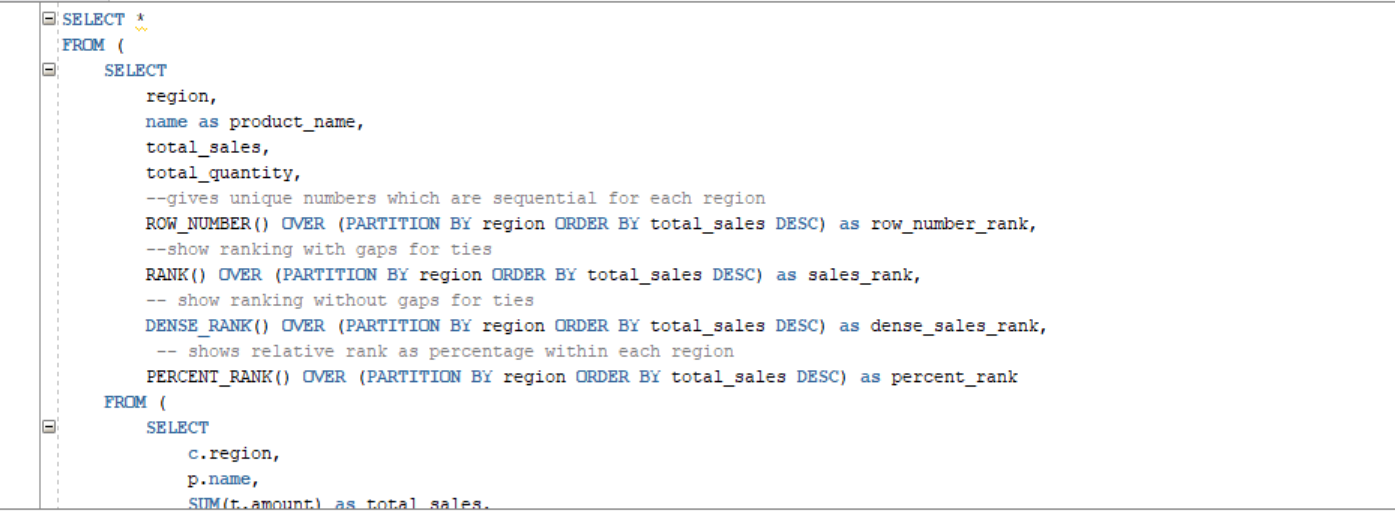 SELECT *
FROM (
SELECT
region,
name as product_name,
total_sales,
total_quantity,
--gives unique numbers which are sequential for each region
ROW_NUMBER() OVER (PARTITION BY region ORDER BY total_sales DESC) as row_number_rank,
--show ranking with gaps for ties
RANK() OVER (PARTITION BY region ORDER BY total_sales DESC) as sales_rank,
-- show ranking without gaps for ties
DENSE_RANK() OVER (PARTITION BY region ORDER BY total_sales DESC) as dense_sales_rank,
-- shows relative rank as percentage within each region
PERCENT_RANK() OVER (PARTITION BY region ORDER BY total_sales DESC) as percent_rank
FROM (
SELECT
c.region,
p.name,
SUM(t.amount) as total_sales,